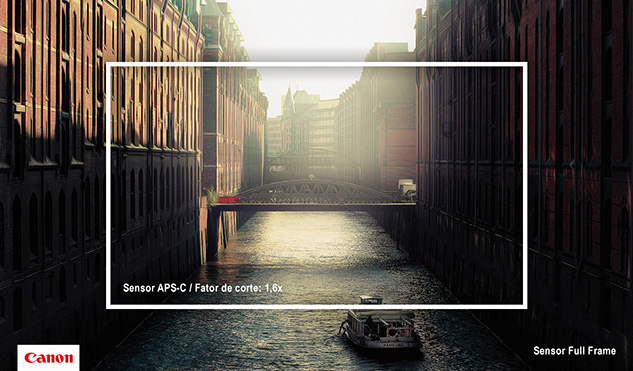 Sensor APS-C / Fator de corte: 1,6x
Sensor Full Frame
Canon